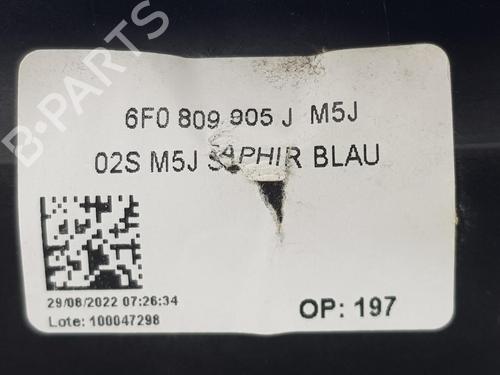 B-PARTS
6F0 809 905 J M5J
02S M5J SAPHIR BLAU
29/08/2022 07:26:34
Lote: 100047298
OP: 197